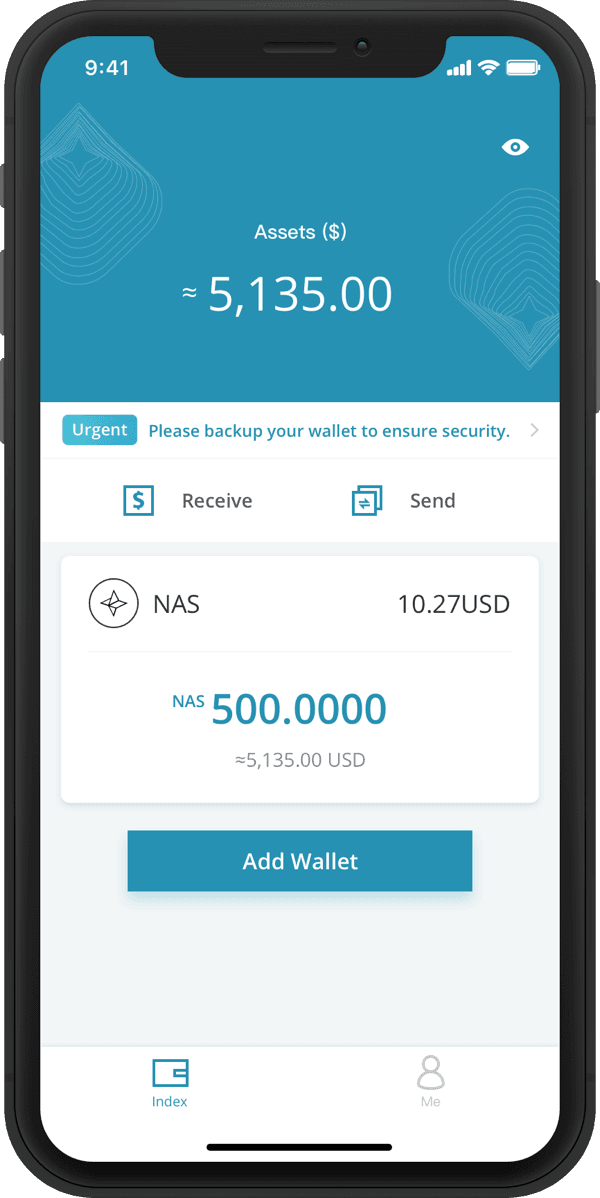 9:41
Assets ($)
≈ 5,135.00
Urgent Please backup your wallet to ensure security.
Receive Send
NAS 10.27USD
NAS 500.0000
≈5,135.00 USD
Add Wallet
Index Me